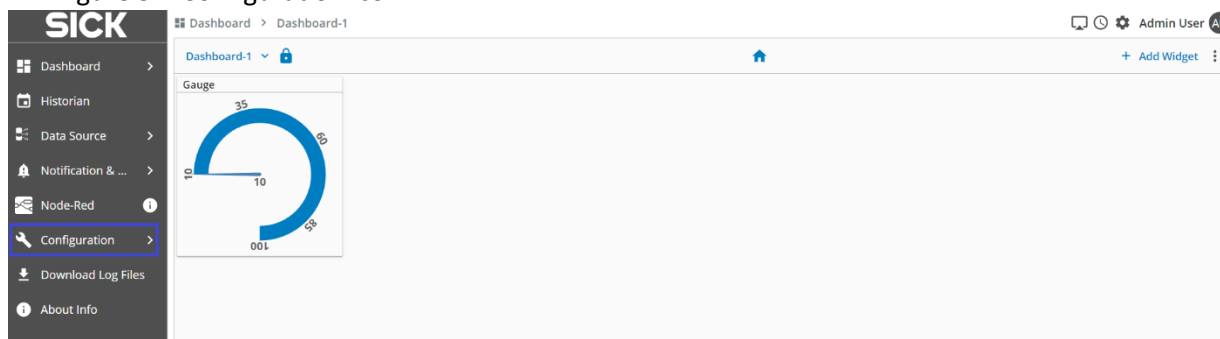 SICK
Dashboard > Dashboard-1
Admin User
Dashboard-1
+ Add Widget
Dashboard
Historian
Data Source
Notification & ...
Node-Red
Configuration
Download Log Files
About Info
Gauge
10
35
60
85
100
10